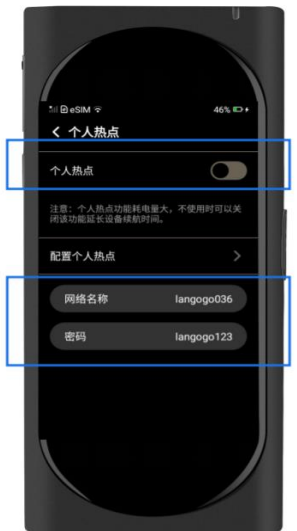 eSIM
46%
个人热点
个人热点
注意：个人热点功能耗电量大，不使用时可以关
闭该功能延长设备续航时间。
配置个人热点
网络名称 langogo036
密码 langogo123